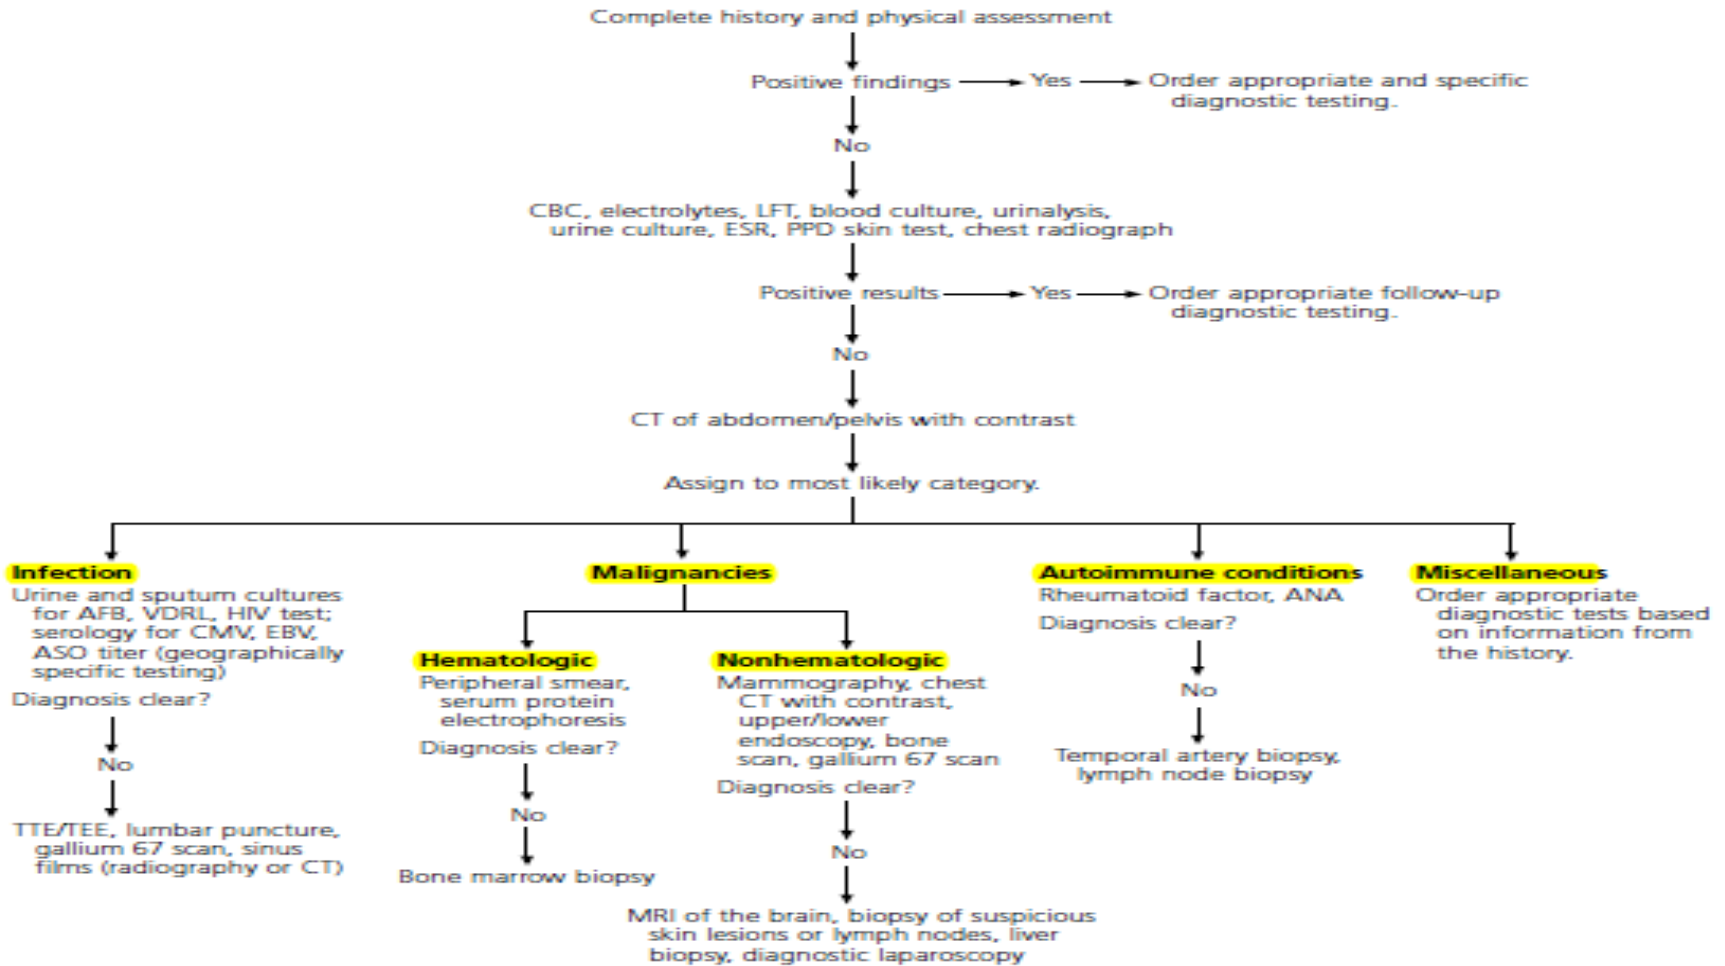 Complete history and physical assessment
Positive findings
Yes
Order appropriate and specific
diagnostic testing.
No
CBC, electrolytes, LFT, blood culture, urinalysis,
urine culture, ESR, PPD skin test, chest radiograph
Positive results
Yes
Order appropriate follow-up
diagnostic testing.
No
CT of abdomen/pelvis with contrast
Assign to most likely category.
Infection
Urine and sputum cultures
for AFB, VDRL, HIV test;
serology for CMV, EBV,
ASO titer (geographically
specific testing)
Diagnosis clear?
No
TTE/TEE, lumbar puncture,
gallium 67 scan, sinus
films (radiography or CT)
Malignancies
Hematologic
Peripheral smear,
serum protein
electrophoresis
Diagnosis clear?
No
Bone marrow biopsy
Nonhematologic
Mammography, chest
CT with contrast,
upper/lower
endoscopy, bone
scan, gallium 67 scan
Diagnosis clear?
No
MRI of the brain, biopsy of suspicious
skin lesions or lymph nodes, liver
biopsy, diagnostic laparoscopy
Autoimmune conditions
Rheumatoid factor, ANA
Diagnosis clear?
No
Temporal artery biopsy,
lymph node biopsy
Miscellaneous
Order appropriate
diagnostic tests based
on information from
the history.